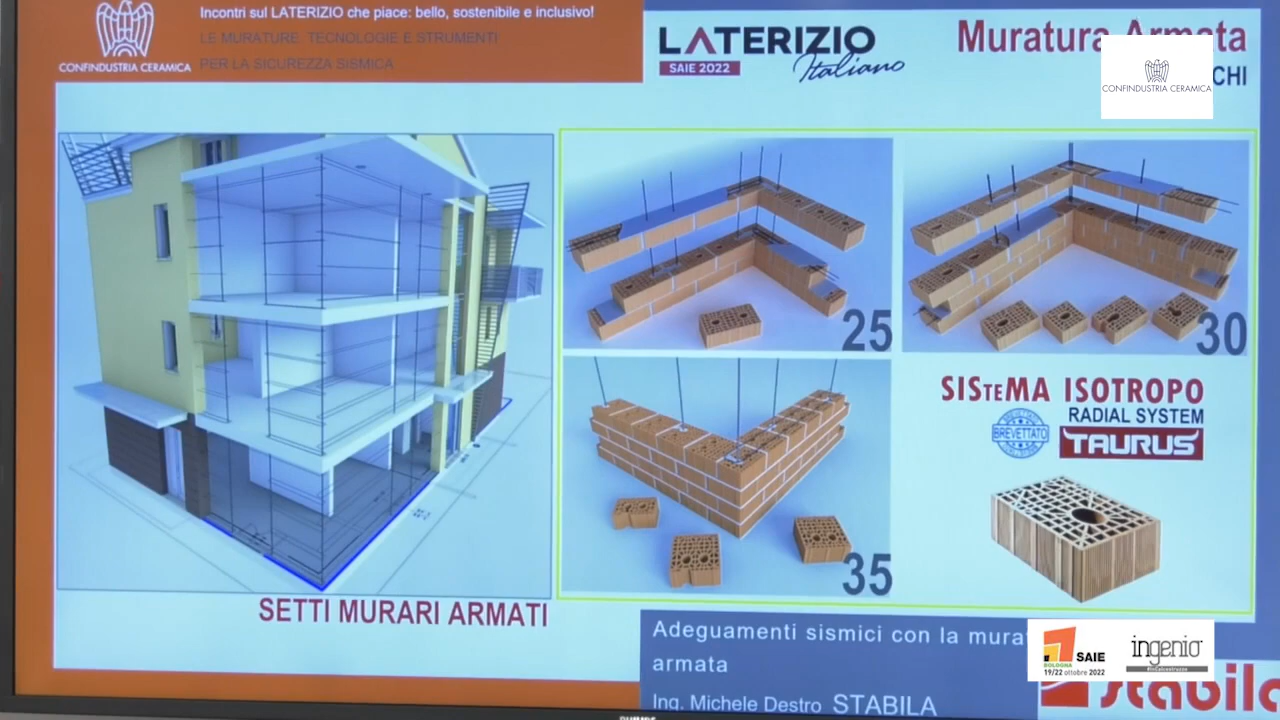 Incontri sul LATERIZIO che piace: bello, sostenibile e inclusivo!
LE MURATURE. TECNOLOGIE E STRUMENTI
PER LA SICUREZZA SISMICA
CONFINDUSTRIA CERAMICA
LATERIZIO
SAIE 2022
Italiano
Muratura Armata
CHI
CONFINDUSTRIA CERAMICA
25
30
35
SISTeMA ISOTROPO
RADIAL SYSTEM
BREVETTATO
TAURUS
SETTI MURARI ARMATI
Adeguamenti sismici con la mura
armata
Ing. Michele Destro STABILA
SAIE
BOLOGNA
19/22 ottobre 2022
ingenio
stabila